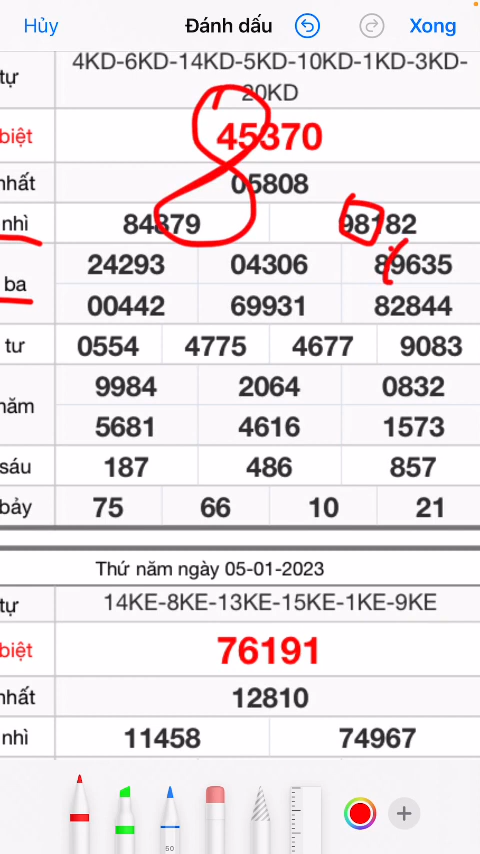 Hủy Đánh dấu Xong
tự 4KD-6KD-14KD-5KD-10KD-1KD-3KD-
20KD
biệt 45370
nhất 05808
nhì 84879 98182
24293 04306 89635
ba
00442 69931 82844
tư 0554 4775 4677 9083
9984 2064 0832
năm
5681 4616 1573
sáu 187 486 857
bảy 75 66 10 21
Thứ năm ngày 05-01-2023
tự 14KE-8KE-13KE-15KE-1KE-9KE
biệt 76191
nhất 12810
nhì 11458 74967
50